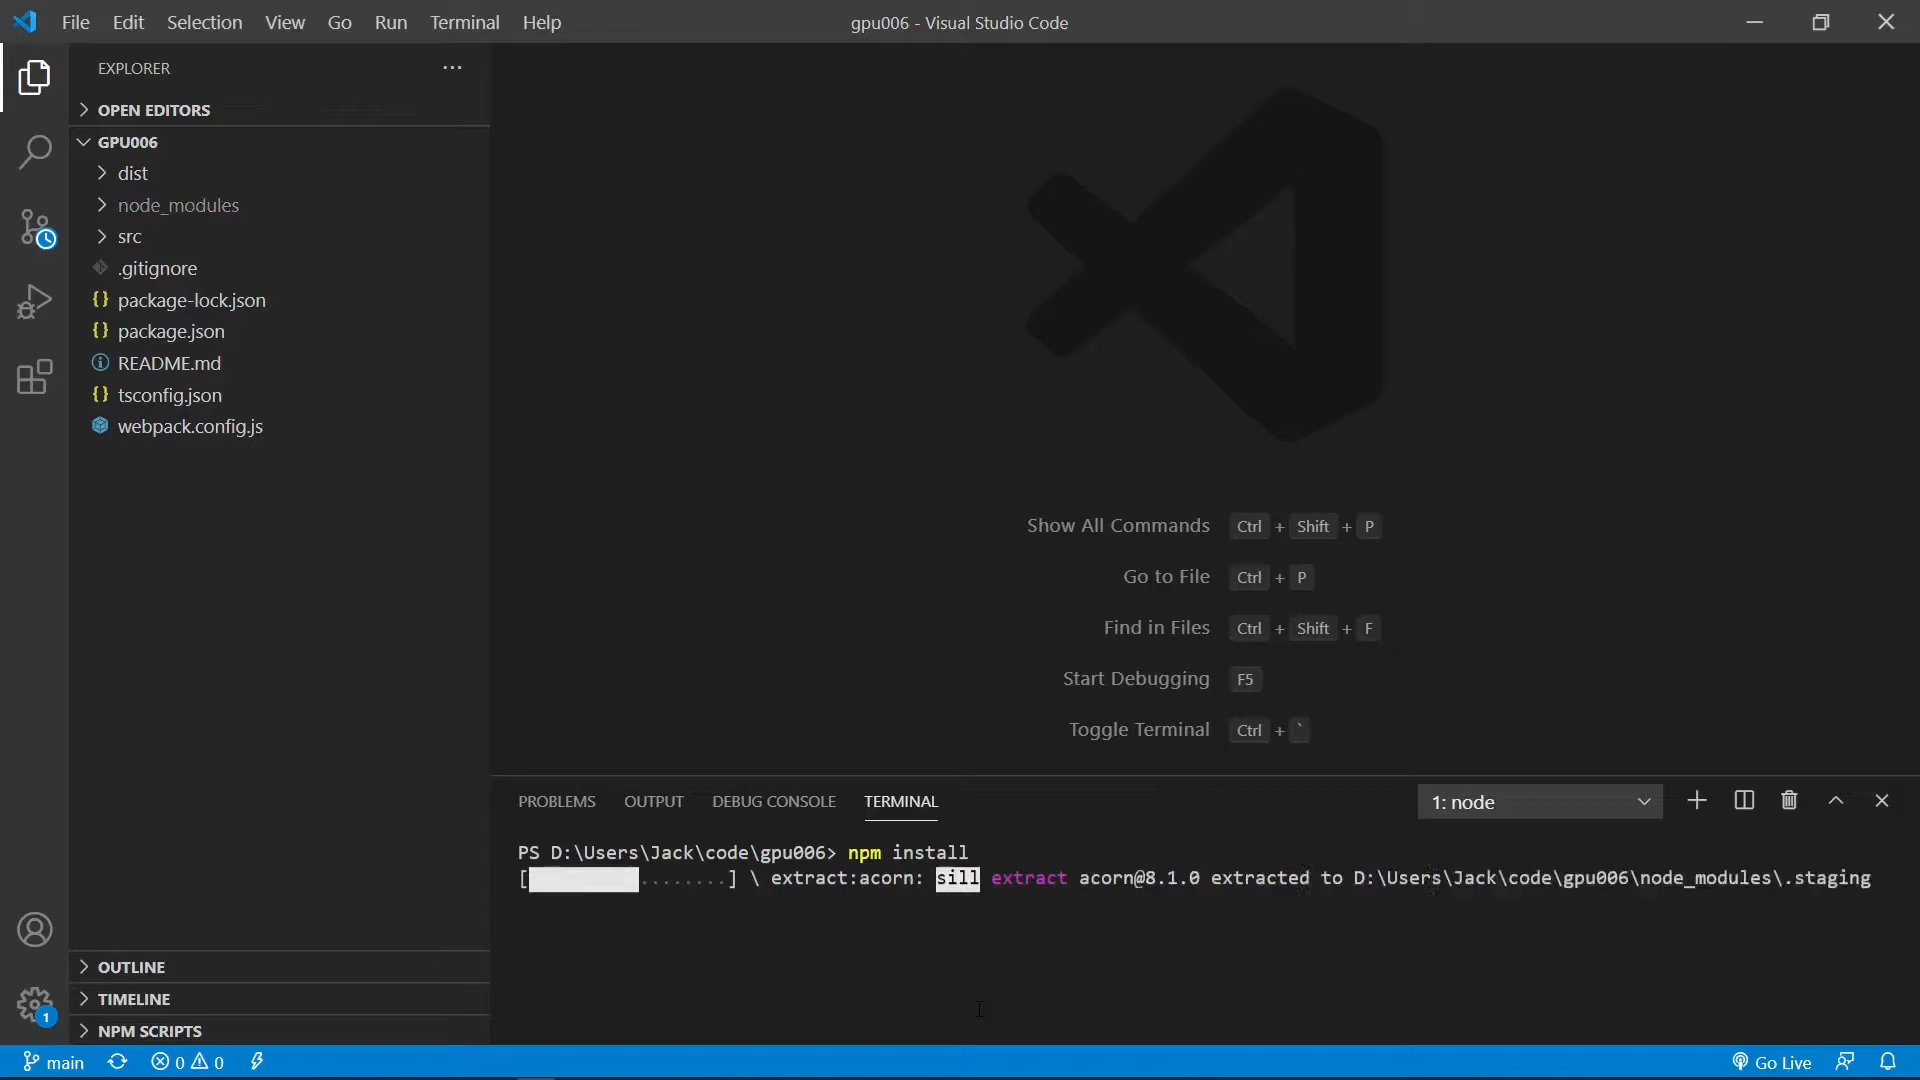 File Edit Selection View Go Run Terminal Help
gpu006 - Visual Studio Code
EXPLORER
OPEN EDITORS
GPU006
dist
node_modules
src
.gitignore
package-lock.json
package.json
README.md
tsconfig.json
webpack.config.js
Show All Commands Ctrl + Shift + P
Go to File Ctrl + P
Find in Files Ctrl + Shift + F
Start Debugging F5
Toggle Terminal Ctrl + `
PROBLEMS OUTPUT DEBUG CONSOLE TERMINAL
1: node
PS D:\Users\Jack\code\gpu006> npm install
[ ........] \ extract:acorn: sill extract acorn@8.1.0 extracted to D:\Users\Jack\code\gpu006\node_modules\.staging
OUTLINE
TIMELINE
NPM SCRIPTS
1
main 0 0
Go Live